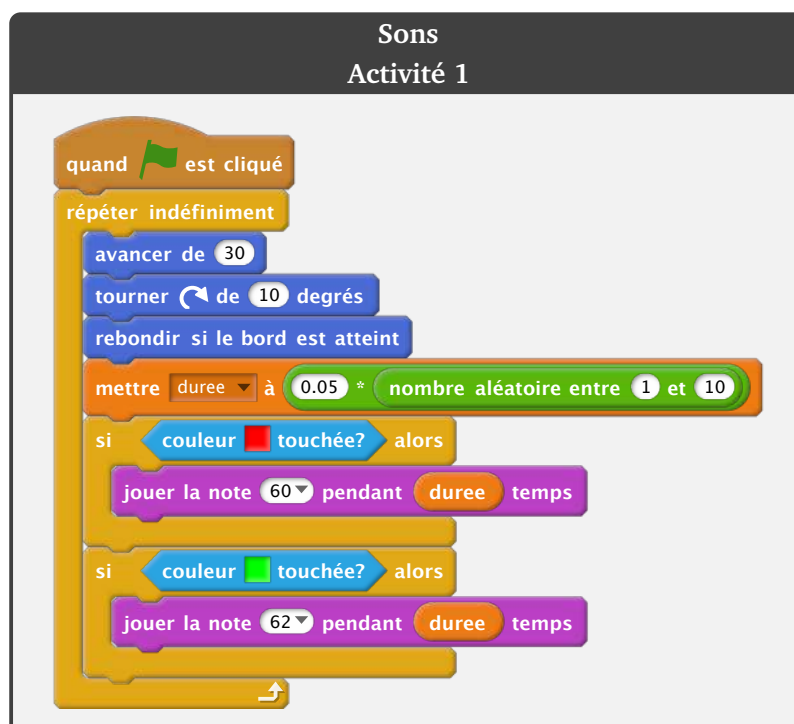 Sons
Activité 1
quand est cliqué
répéter indéfiniment
avancer de 30
tourner de 10 degrés
rebondir si le bord est atteint
mettre duree à 0.05 * nombre aléatoire entre 1 et 10
si couleur touchée? alors
jouer la note 60 pendant duree temps
si couleur touchée? alors
jouer la note 62 pendant duree temps